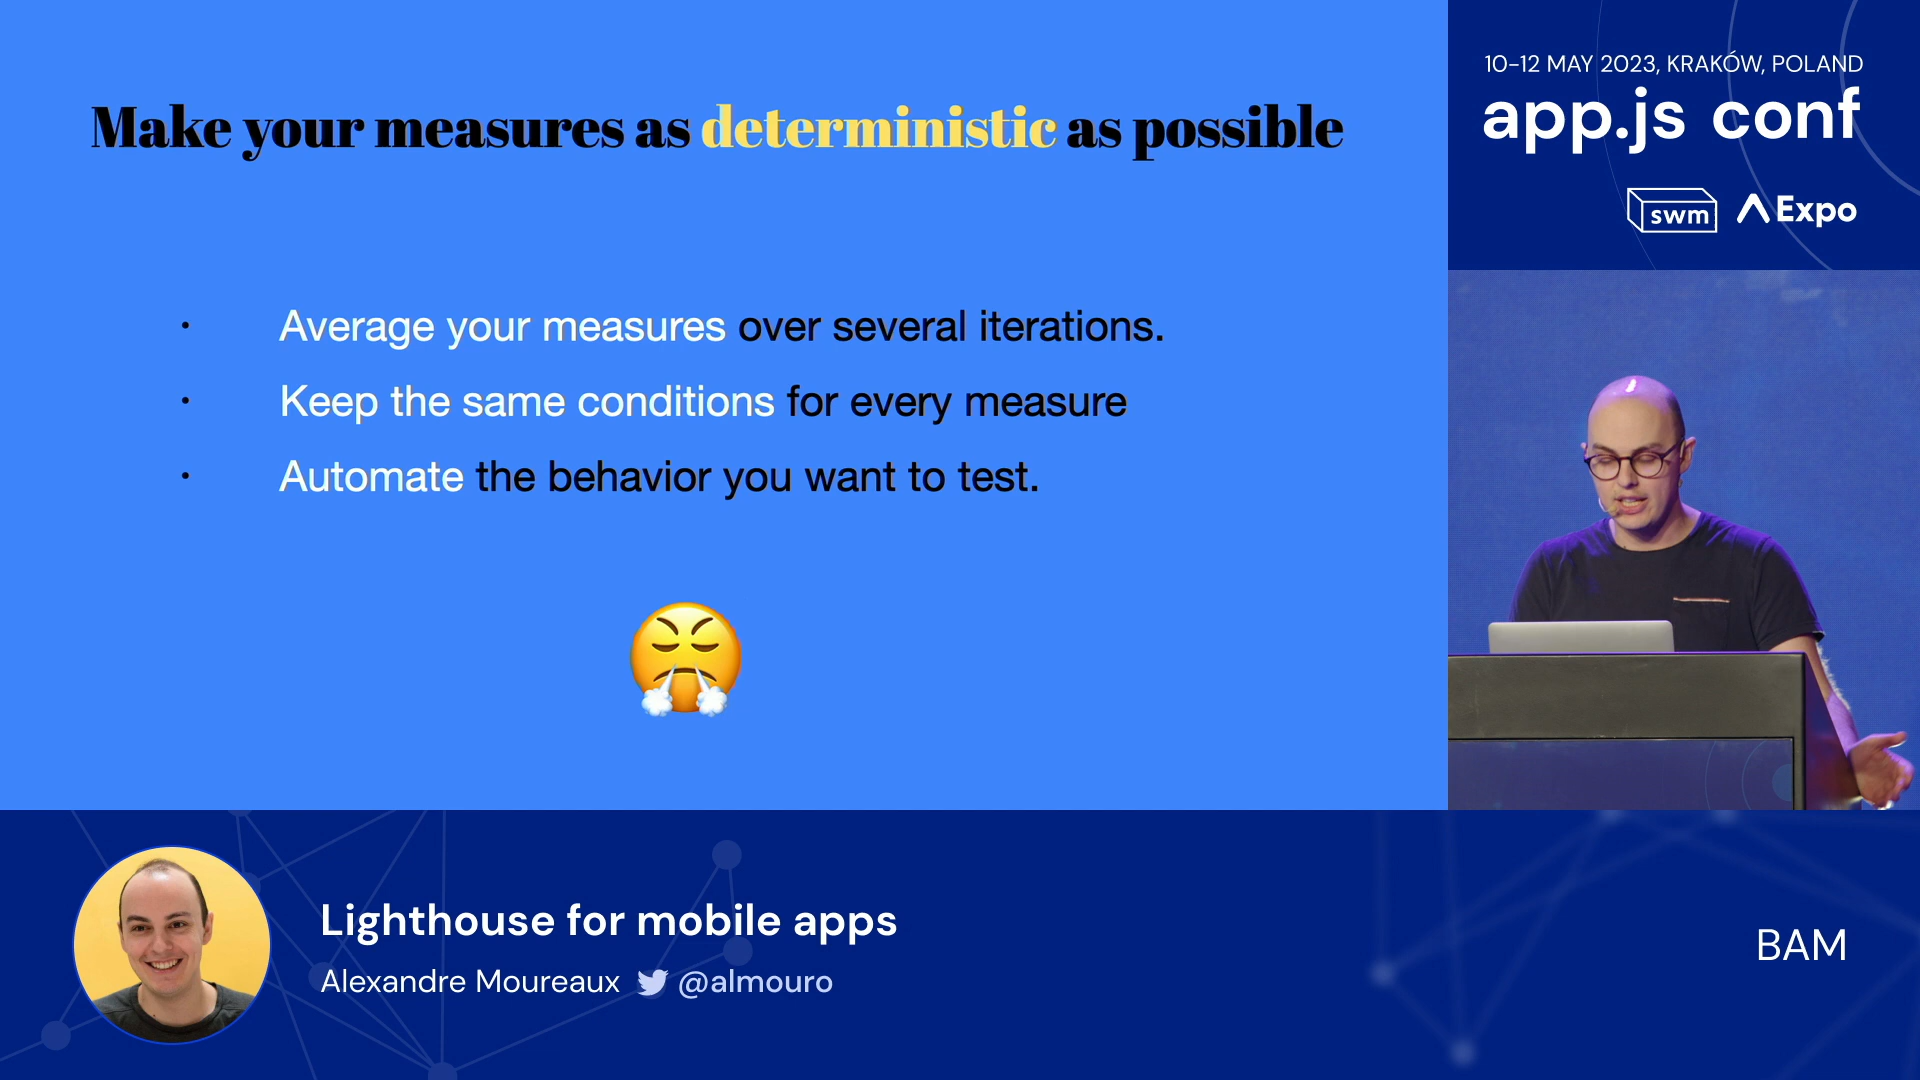 Make your measures as deterministic as possible
· Average your measures over several iterations.
· Keep the same conditions for every measure
· Automate the behavior you want to test.
10-12 MAY 2023, KRAKÓW, POLAND
app.js conf
swm Expo
Lighthouse for mobile apps
Alexandre Moureaux @almouro
BAM